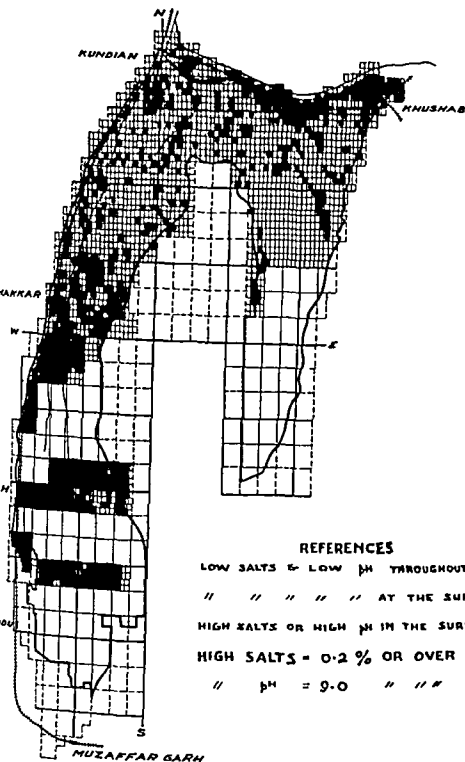 N
KUNDIAN
KHUSHAB
W
E
H
REFERENCES
LOW SALTS & LOW pH THROUGHOUT
" " " " " AT THE SUR
HIGH SALTS OR HIGH pH IN THE SUR
HIGH SALTS = 0·2 % OR OVER
" pH = 9·0 " " "
S
MUZAFFAR GARH